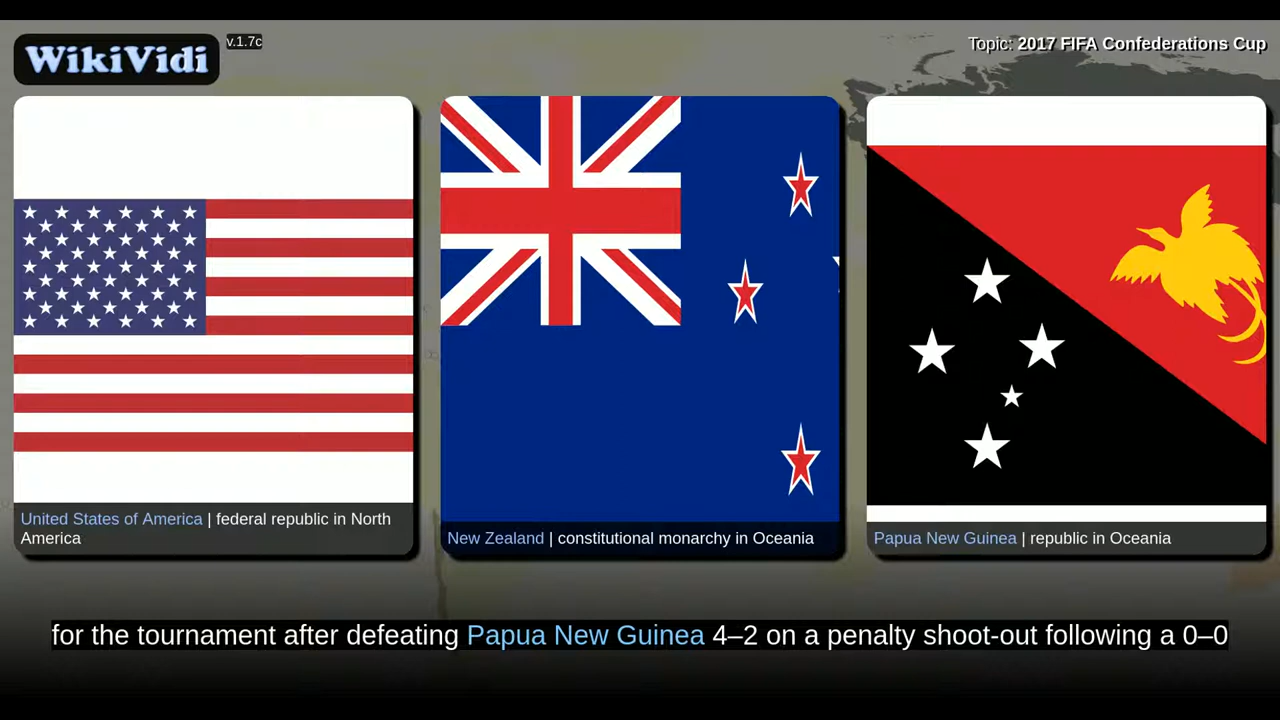 WikiVidi
v.1.7c
Topic: 2017 FIFA Confederations Cup
United States of America | federal republic in North
America
New Zealand | constitutional monarchy in Oceania
Papua New Guinea | republic in Oceania
for the tournament after defeating Papua New Guinea 4–2 on a penalty shoot-out following a 0–0